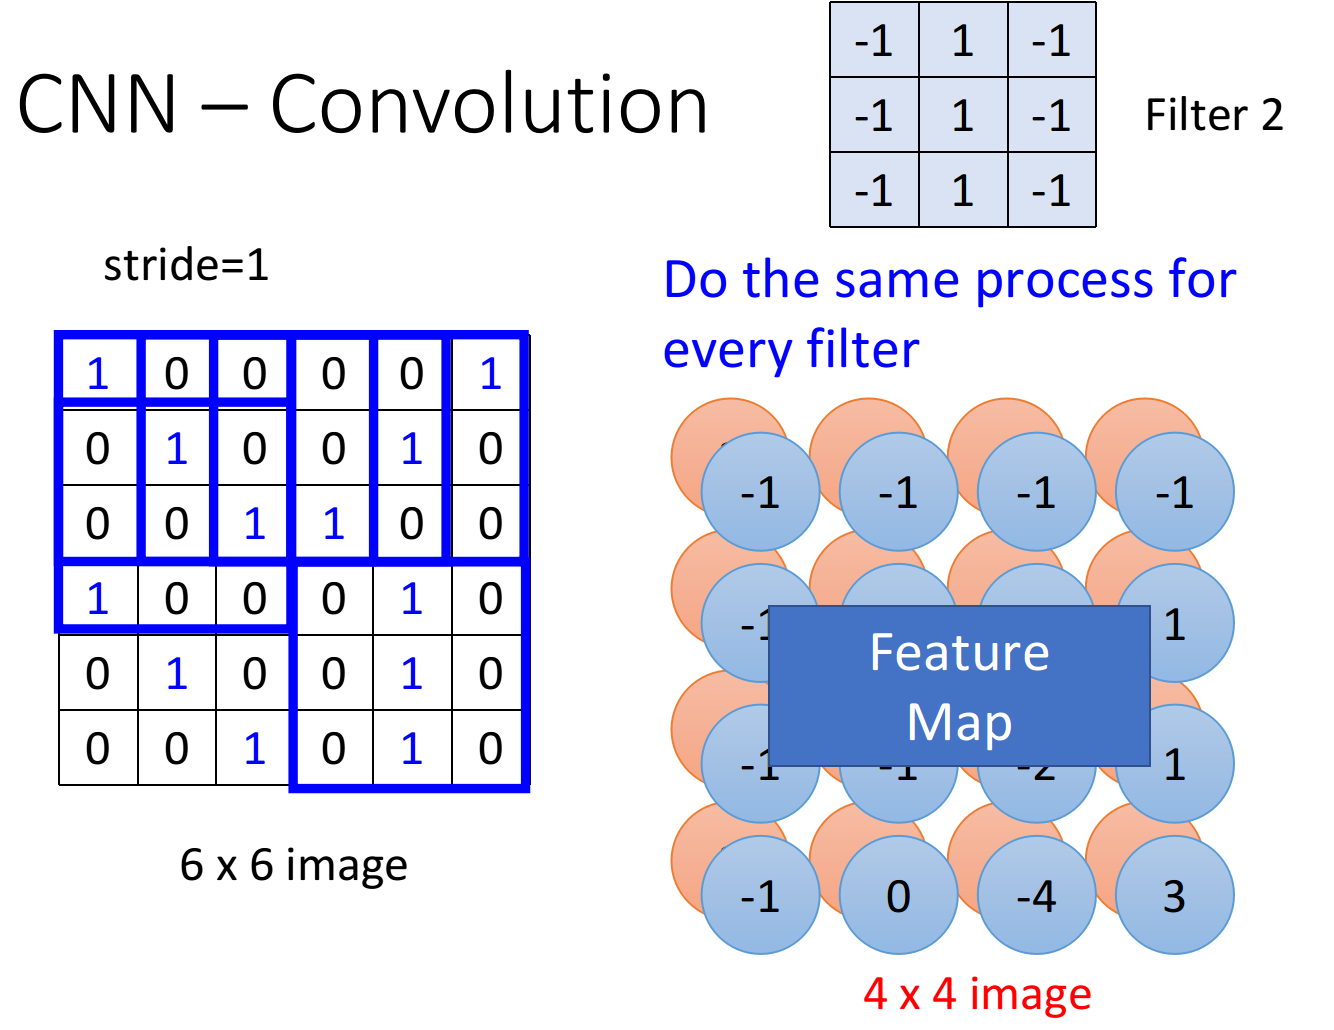 CNN – Convolution
-1 1 -1
-1 1 -1
-1 1 -1
Filter 2
stride=1
Do the same process for
every filter
1 0 0 0 0 1
0 1 0 0 1 0
0 0 1 1 0 0
1 0 0 0 1 0
0 1 0 0 1 0
0 0 1 0 1 0
6 x 6 image
-1 -1 -1 -1
-1 1
Feature
Map
-1 -1 -2 1
-1 0 -4 3
4 x 4 image